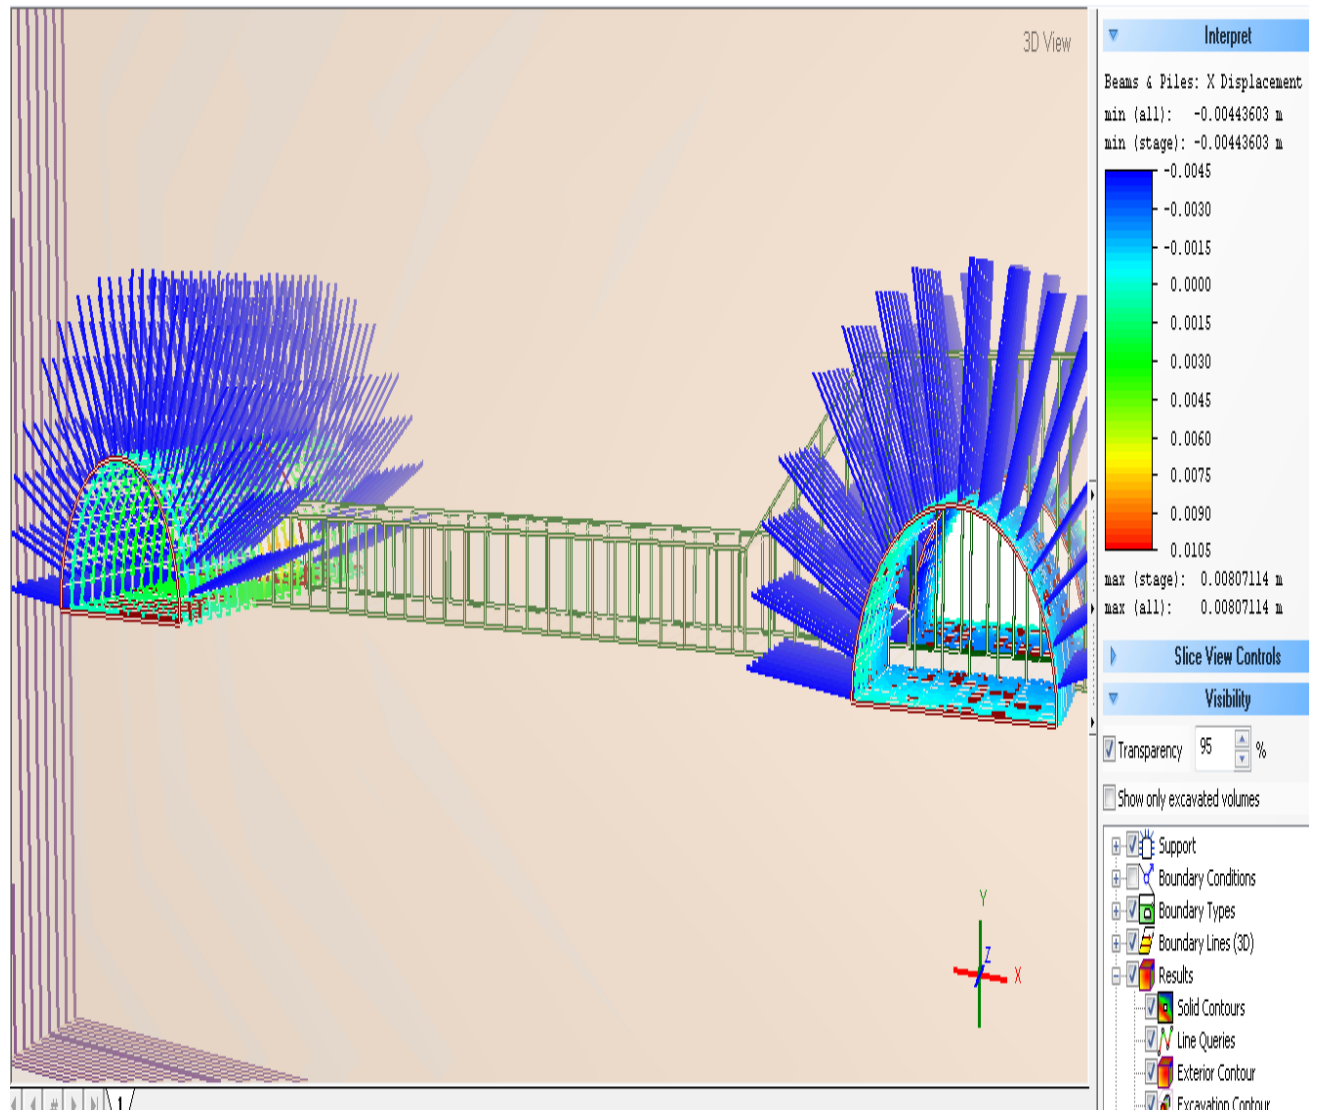 3D View
Interpret
Beams & Piles: X Displacement
min (all): -0.00443603 m
min (stage): -0.00443603 m
-0.0045
-0.0030
-0.0015
0.0000
0.0015
0.0030
0.0045
0.0060
0.0075
0.0090
0.0105
max (stage): 0.00807114 m
max (all): 0.00807114 m
Slice View Controls
Visibility
Transparency 95 %
Show only excavated volumes
Support
Boundary Conditions
Boundary Types
Boundary Lines (3D)
Results
Solid Contours
Line Queries
Exterior Contour
Excavation Contour
Y
Z
X
1